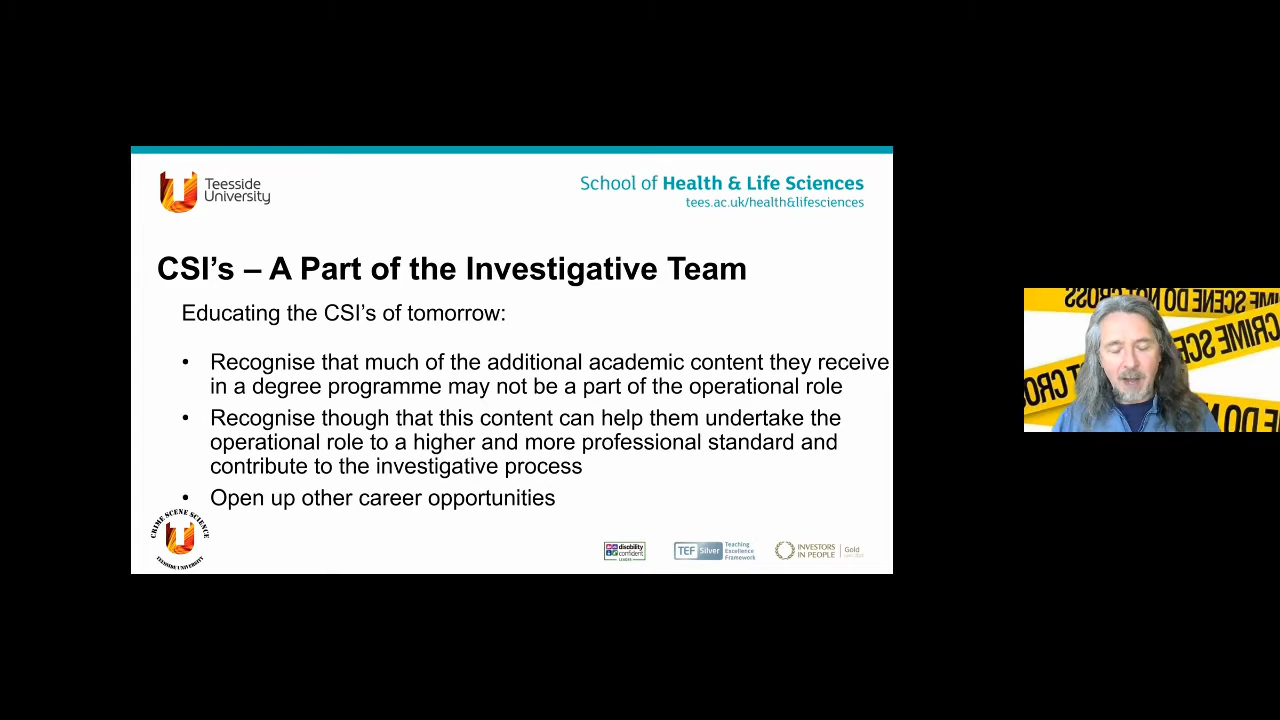 Teesside
University
School of Health & Life Sciences
tees.ac.uk/health&lifesciences
CSI's – A Part of the Investigative Team
Educating the CSI's of tomorrow:
• Recognise that much of the additional academic content they receive
in a degree programme may not be a part of the operational role
• Recognise though that this content can help them undertake the
operational role to a higher and more professional standard and
contribute to the investigative process
• Open up other career opportunities
CRIME SCENE SCIENCE
TEESSIDE UNIVERSITY
disability
confident
LEADER
TEF Silver
Teaching
Excellence
Framework
INVESTORS
IN PEOPLE
Gold
CRIME SCENE DO NOT CROSS
CRIME SCENE